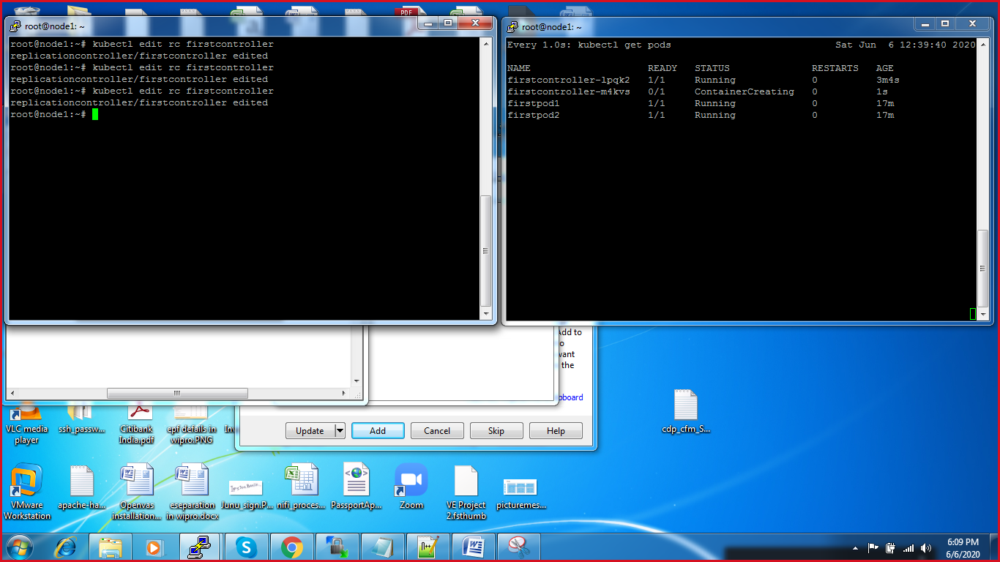 root@node1: ~
root@node1:~# kubectl edit rc firstcontroller
replicationcontroller/firstcontroller edited
root@node1:~# kubectl edit rc firstcontroller
replicationcontroller/firstcontroller edited
root@node1:~# kubectl edit rc firstcontroller
replicationcontroller/firstcontroller edited
root@node1:~#
root@node1: ~
Every 1.0s: kubectl get pods Sat Jun 6 12:39:40 2020
NAME READY STATUS RESTARTS AGE
firstcontroller-lpqk2 1/1 Running 0 3m4s
firstcontroller-m4kvs 0/1 ContainerCreating 0 1s
firstpod1 1/1 Running 0 17m
firstpod2 1/1 Running 0 17m
PDF
Add to
want
the
Update Add Cancel Skip Help
VLC media
player
ssh_passw...
Citibank
India.pdf
epf defails in
wipro.PNG
cdp_cfm_S...
VMware
Workstation
apache-ha...
Openvas
installation...
eseparation
in wipro.docx
Junu_sign.P...
nifi_proces...
PassportAp...
Zoom
VE Project
2.fsthumb
picturemes...
6:09 PM
6/6/2020